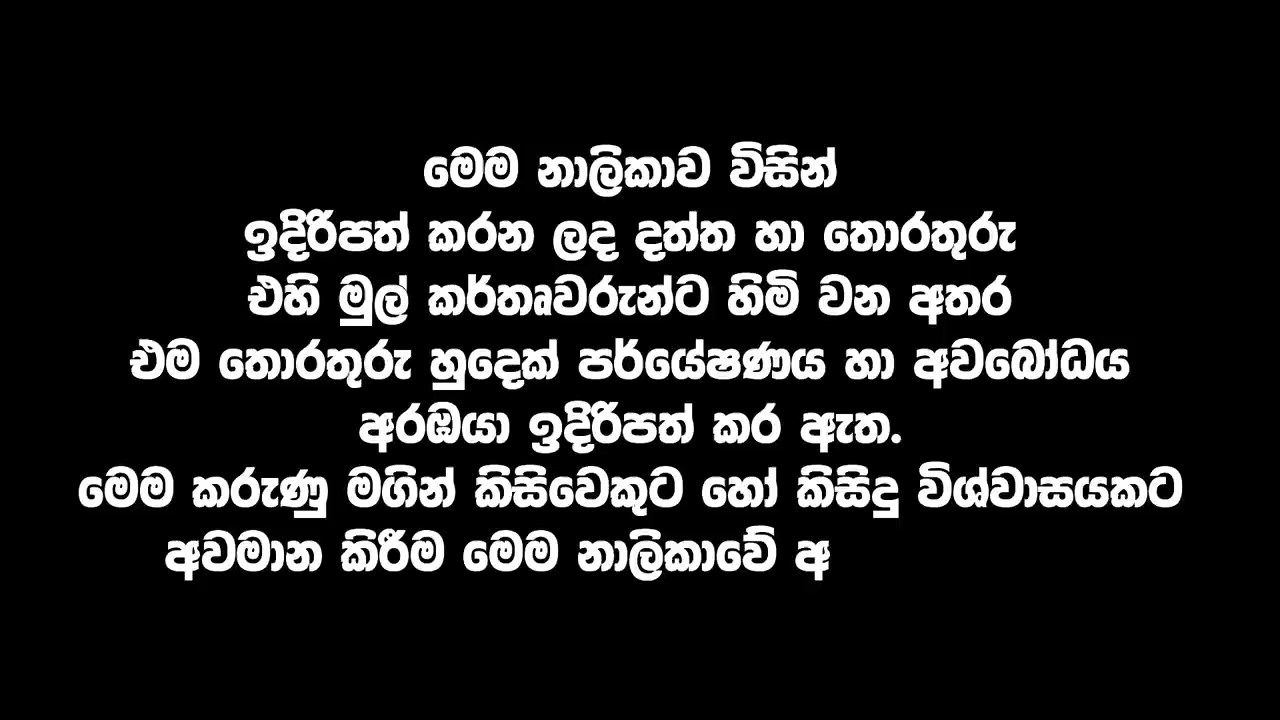 මෙම නාලිකාව විසින්
ඉදිරිපත් කරන ලද දත්ත හා තොරතුරු
එහි මුල් කර්තෘවරුන්ට හිමි වන අතර
එම තොරතුරු හුදෙක් පර්යේෂණය හා අවබෝධය
අරඹයා ඉදිරිපත් කර ඇත.
මෙම කරුණු මගින් කිසිවෙකුට හෝ කිසිදු විශ්වාසයකට
අවමාන කිරීම මෙම නාලිකාවේ අ